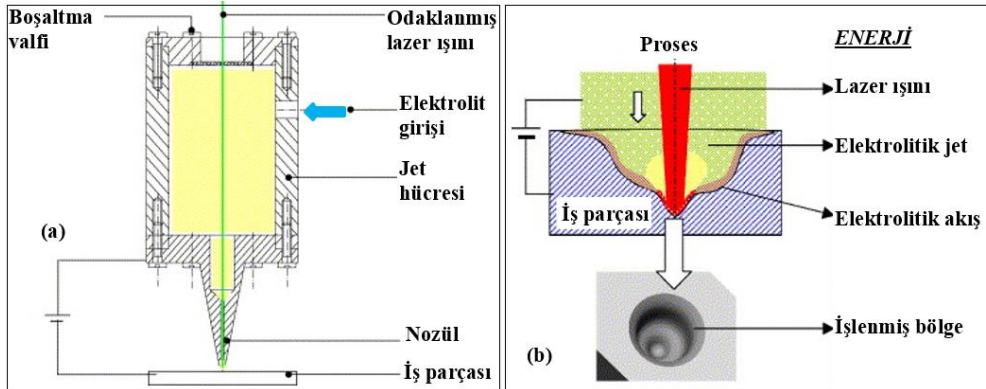 Boşaltma
valfi
Odaklanmış
lazer ışını
Elektrolit
girişi
Jet
hücresi
(a)
Nozül
İş parçası
Proses
ENERJİ
Lazer ışını
Elektrolitik jet
Elektrolitik akış
İş parçası
İşlenmiş bölge
(b)